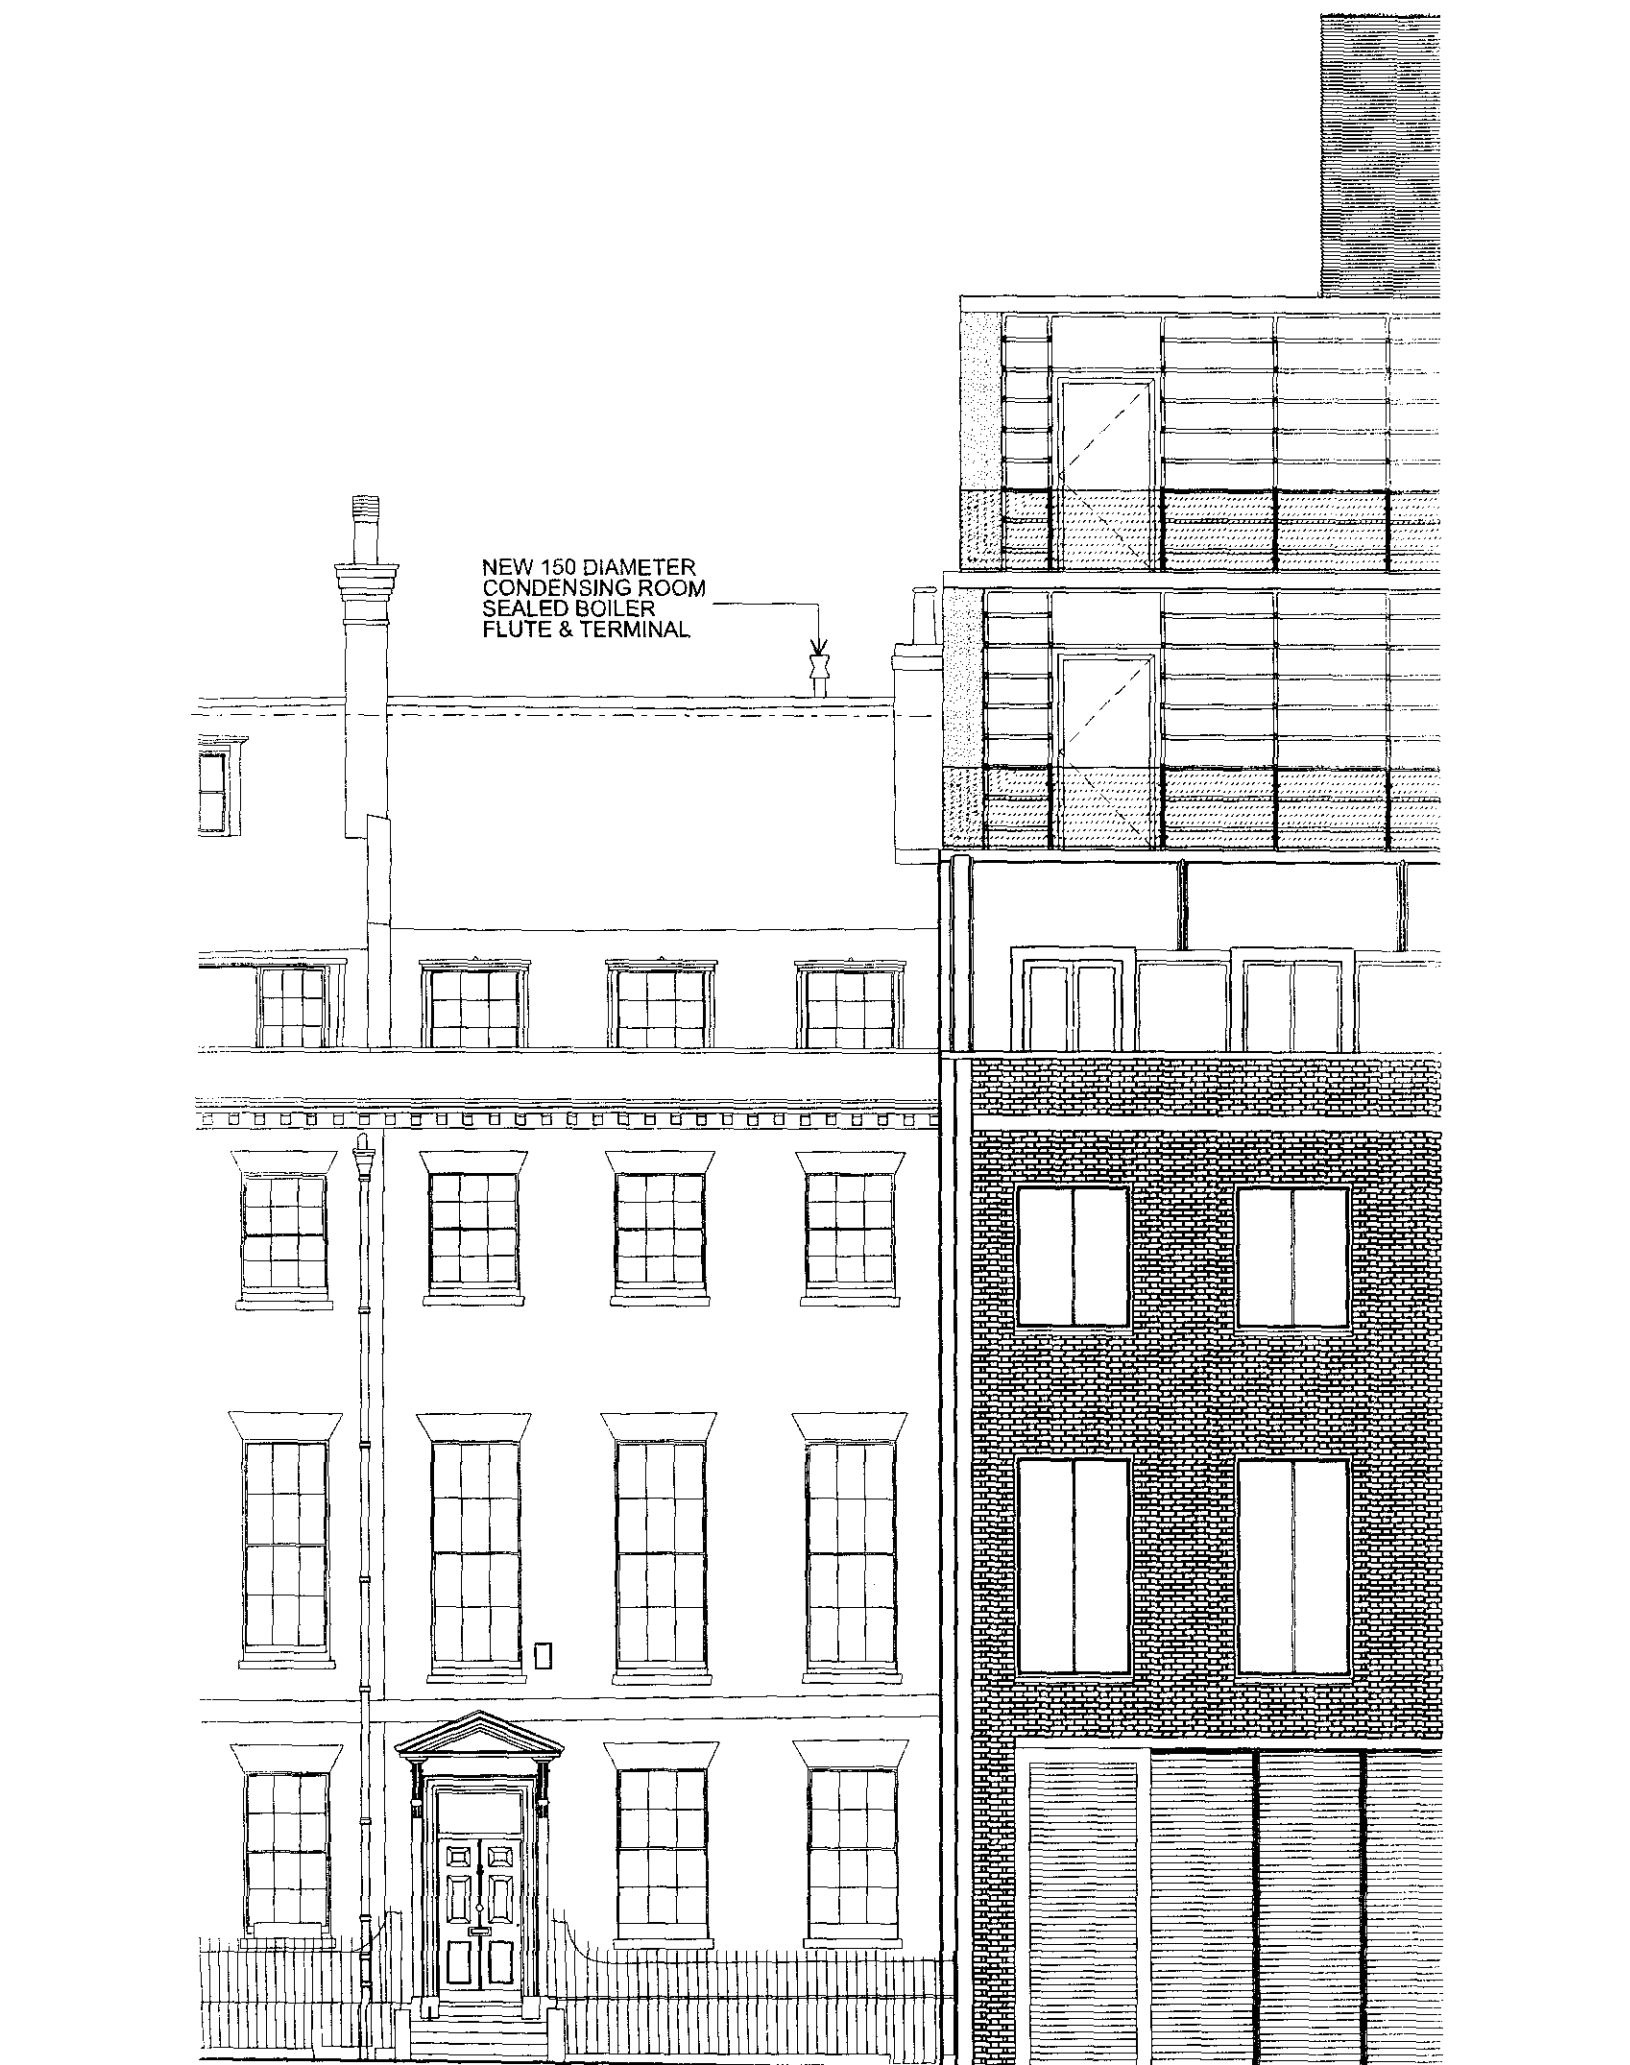 NEW 150 DIAMETER
CONDENSING ROOM
SEALED BOILER
FLUTE & TERMINAL